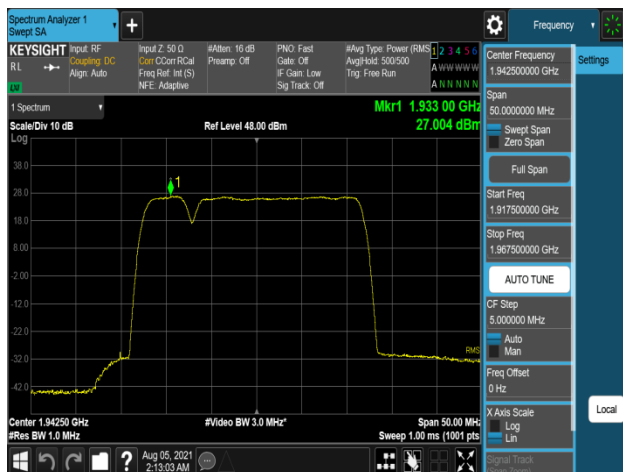 Spectrum Analyzer 1
Swept SA
Frequency
KEYSIGHT
RL
Input: RF
Coupling: DC
Align: Auto
Input Z: 50 Ω
Corr CCorr RCal
Freq Ref: Int (S)
NFE: Adaptive
#Atten: 16 dB
Preamp: Off
PNO: Fast
Gate: Off
IF Gain: Low
Sig Track: Off
#Avg Type: Power (RMS
Avg|Hold: 500/500
Trig: Free Run
1 2 3 4 5 6
A W W W W W
A N N N N N
Center Frequency
1.942500000 GHz
Settings
Span
50.0000000 MHz
Swept Span
Zero Span
Full Span
Start Freq
1.917500000 GHz
Stop Freq
1.967500000 GHz
AUTO TUNE
CF Step
5.000000 MHz
Auto
Man
Freq Offset
0 Hz
X Axis Scale
Log
Lin
Local
Signal Track
(Span Zoom)
1 Spectrum
Scale/Div 10 dB
Log
Ref Level 48.00 dBm
Mkr1 1.933 00 GHz
27.004 dBm
1
38.0
28.0
18.0
8.00
-2.00
-12.0
-22.0
-32.0
-42.0
RMS
Center 1.94250 GHz
#Res BW 1.0 MHz
#Video BW 3.0 MHz*
Span 50.00 MHz
Sweep 1.00 ms (1001 pts
Aug 05, 2021
2:13:03 AM